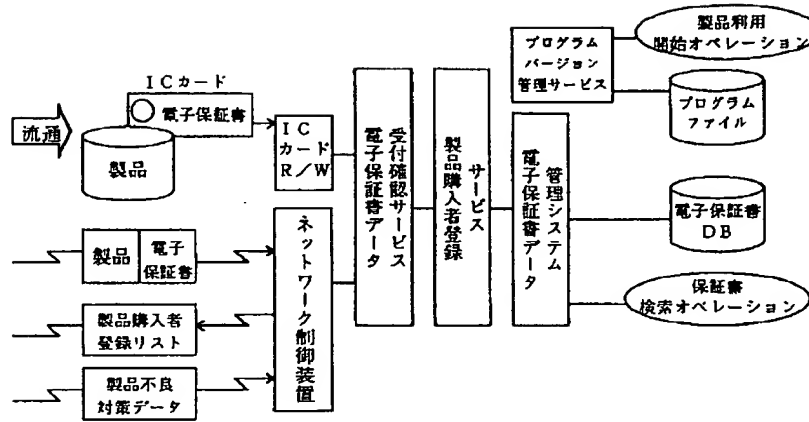 ICカード
電子保証書
流通
製品
IC
カード
R/W
製品
電子
保証書
製品購入者
登録リスト
製品不良
対策データ
ネットワーク制御装置
電子保証書データ
受付確認サービス
製品購入者登録
サービス
電子保証書データ
管理システム
プログラム
バージョン
管理サービス
製品利用
開始オペレーション
プログラム
ファイル
電子保証書
DB
保証書
検索オペレーション